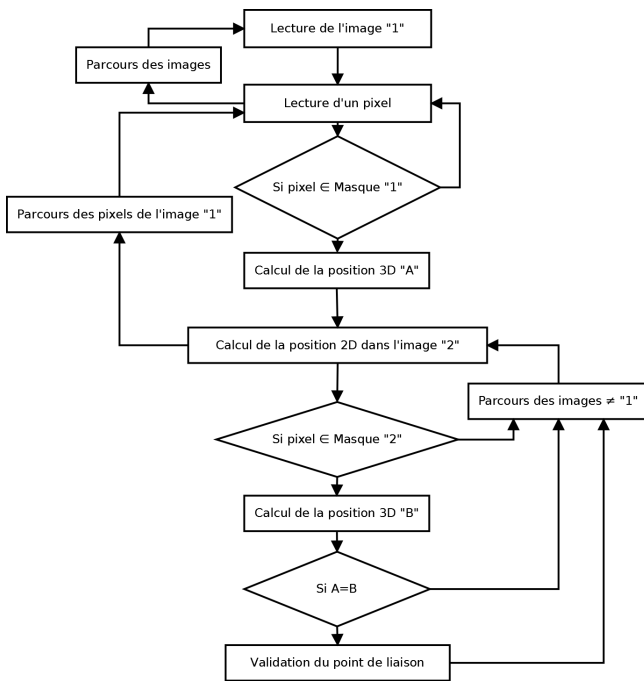 Lecture de l'image "1"
Parcours des images
Lecture d'un pixel
Si pixel ∈ Masque "1"
Parcours des pixels de l'image "1"
Calcul de la position 3D "A"
Calcul de la position 2D dans l'image "2"
Parcours des images ≠ "1"
Si pixel ∈ Masque "2"
Calcul de la position 3D "B"
Si A=B
Validation du point de liaison